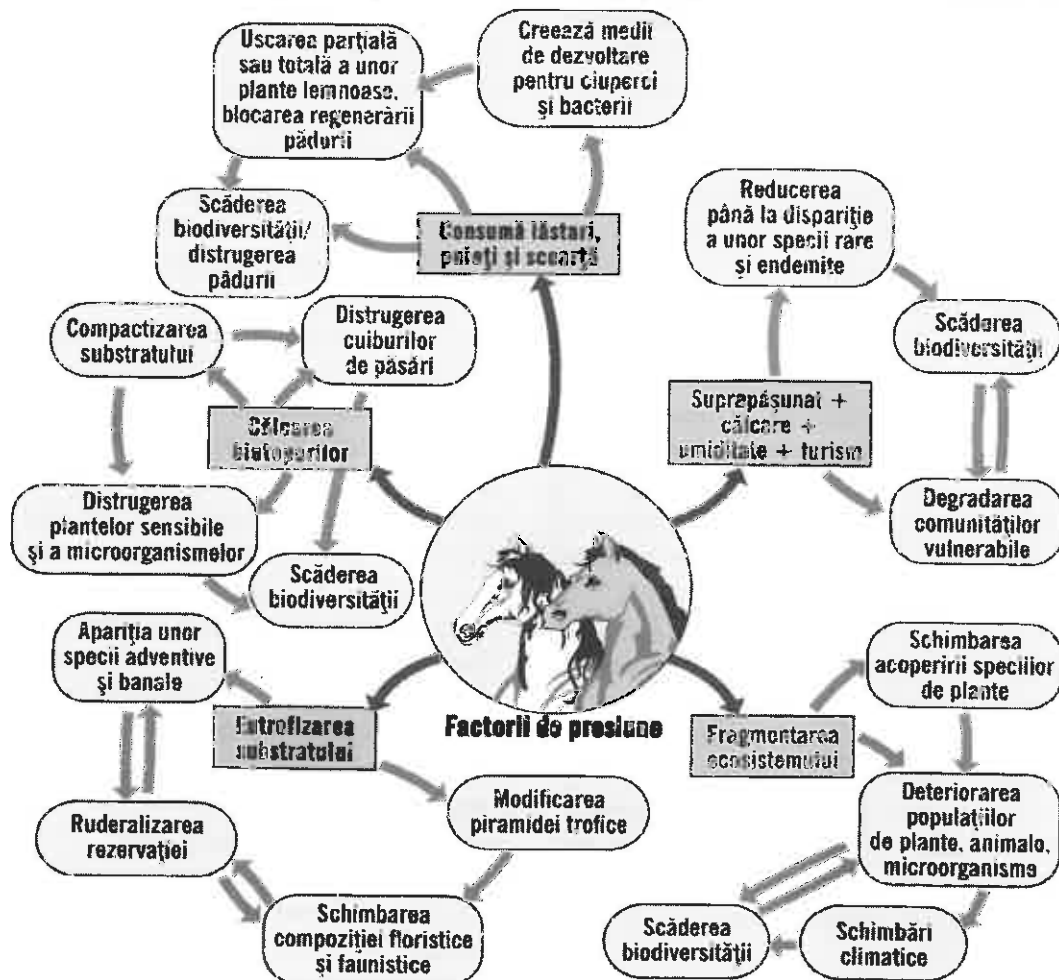 Uscarea parțială
sau totală a unor
plante lemnoase,
blocarea regenerării
pădurii
Creează medii
de dezvoltare
pentru ciuperci
și bacterii
Scăderea
biodiversității/
distrugerea
pădurii
Consumă lăstari,
puieți și scoarță
Reducerea
până la dispariție
a unor specii rare
și endemite
Compactizarea
substratului
Distrugerea
cuiburilor
de păsări
Scăderea
biodiversității
Călcarea
biotopurilor
Suprapășunat +
călcare +
umiditate + turism
Distrugerea
plantelor sensibile
și a microorganismelor
Scăderea
biodiversității
Degradarea
comunităților
vulnerabile
Apariția unor
specii adventive
și banale
Schimbarea
acoperirii speciilor
de plante
Eutrofizarea
substratului
Factorii de presiune
Fragmentarea
ecosistemului
Ruderalizarea
rezervației
Modificarea
piramidei trofice
Deteriorarea
populațiilor
de plante, animale,
microorganisme
Schimbarea
compoziției floristice
și faunistice
Scăderea
biodiversității
Schimbări
climatice